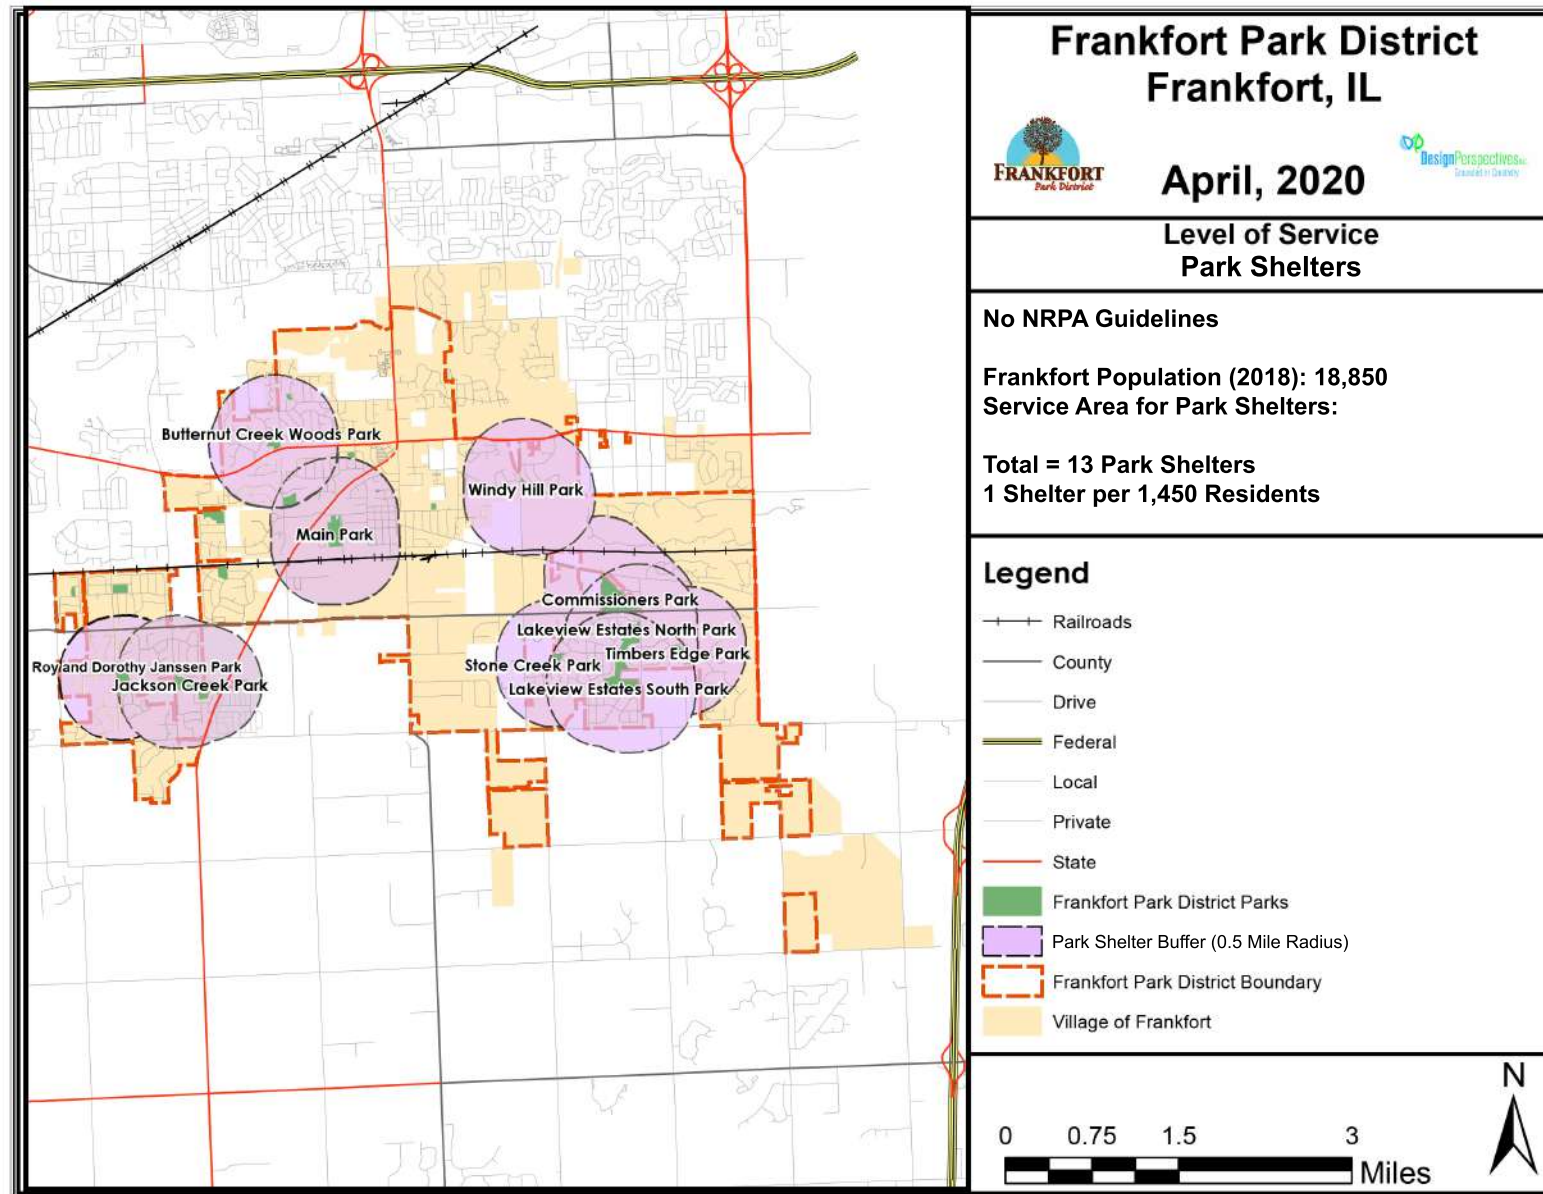 Frankfort Park District
Frankfort, IL
FRANKFORT
Park District
April, 2020
DesignPerspectives
Level of Service
Park Shelters
No NRPA Guidelines
Frankfort Population (2018): 18,850
Service Area for Park Shelters:
Total = 13 Park Shelters
1 Shelter per 1,450 Residents
Legend
Railroads
County
Drive
Federal
Local
Private
State
Frankfort Park District Parks
Park Shelter Buffer (0.5 Mile Radius)
Frankfort Park District Boundary
Village of Frankfort
N
0 0.75 1.5 3
Miles
Butternut Creek Woods Park
Windy Hill Park
Main Park
Commissioners Park
Lakeview Estates North Park
Timbers Edge Park
Stone Creek Park
Lakeview Estates South Park
Roy and Dorothy Janssen Park
Jackson Creek Park